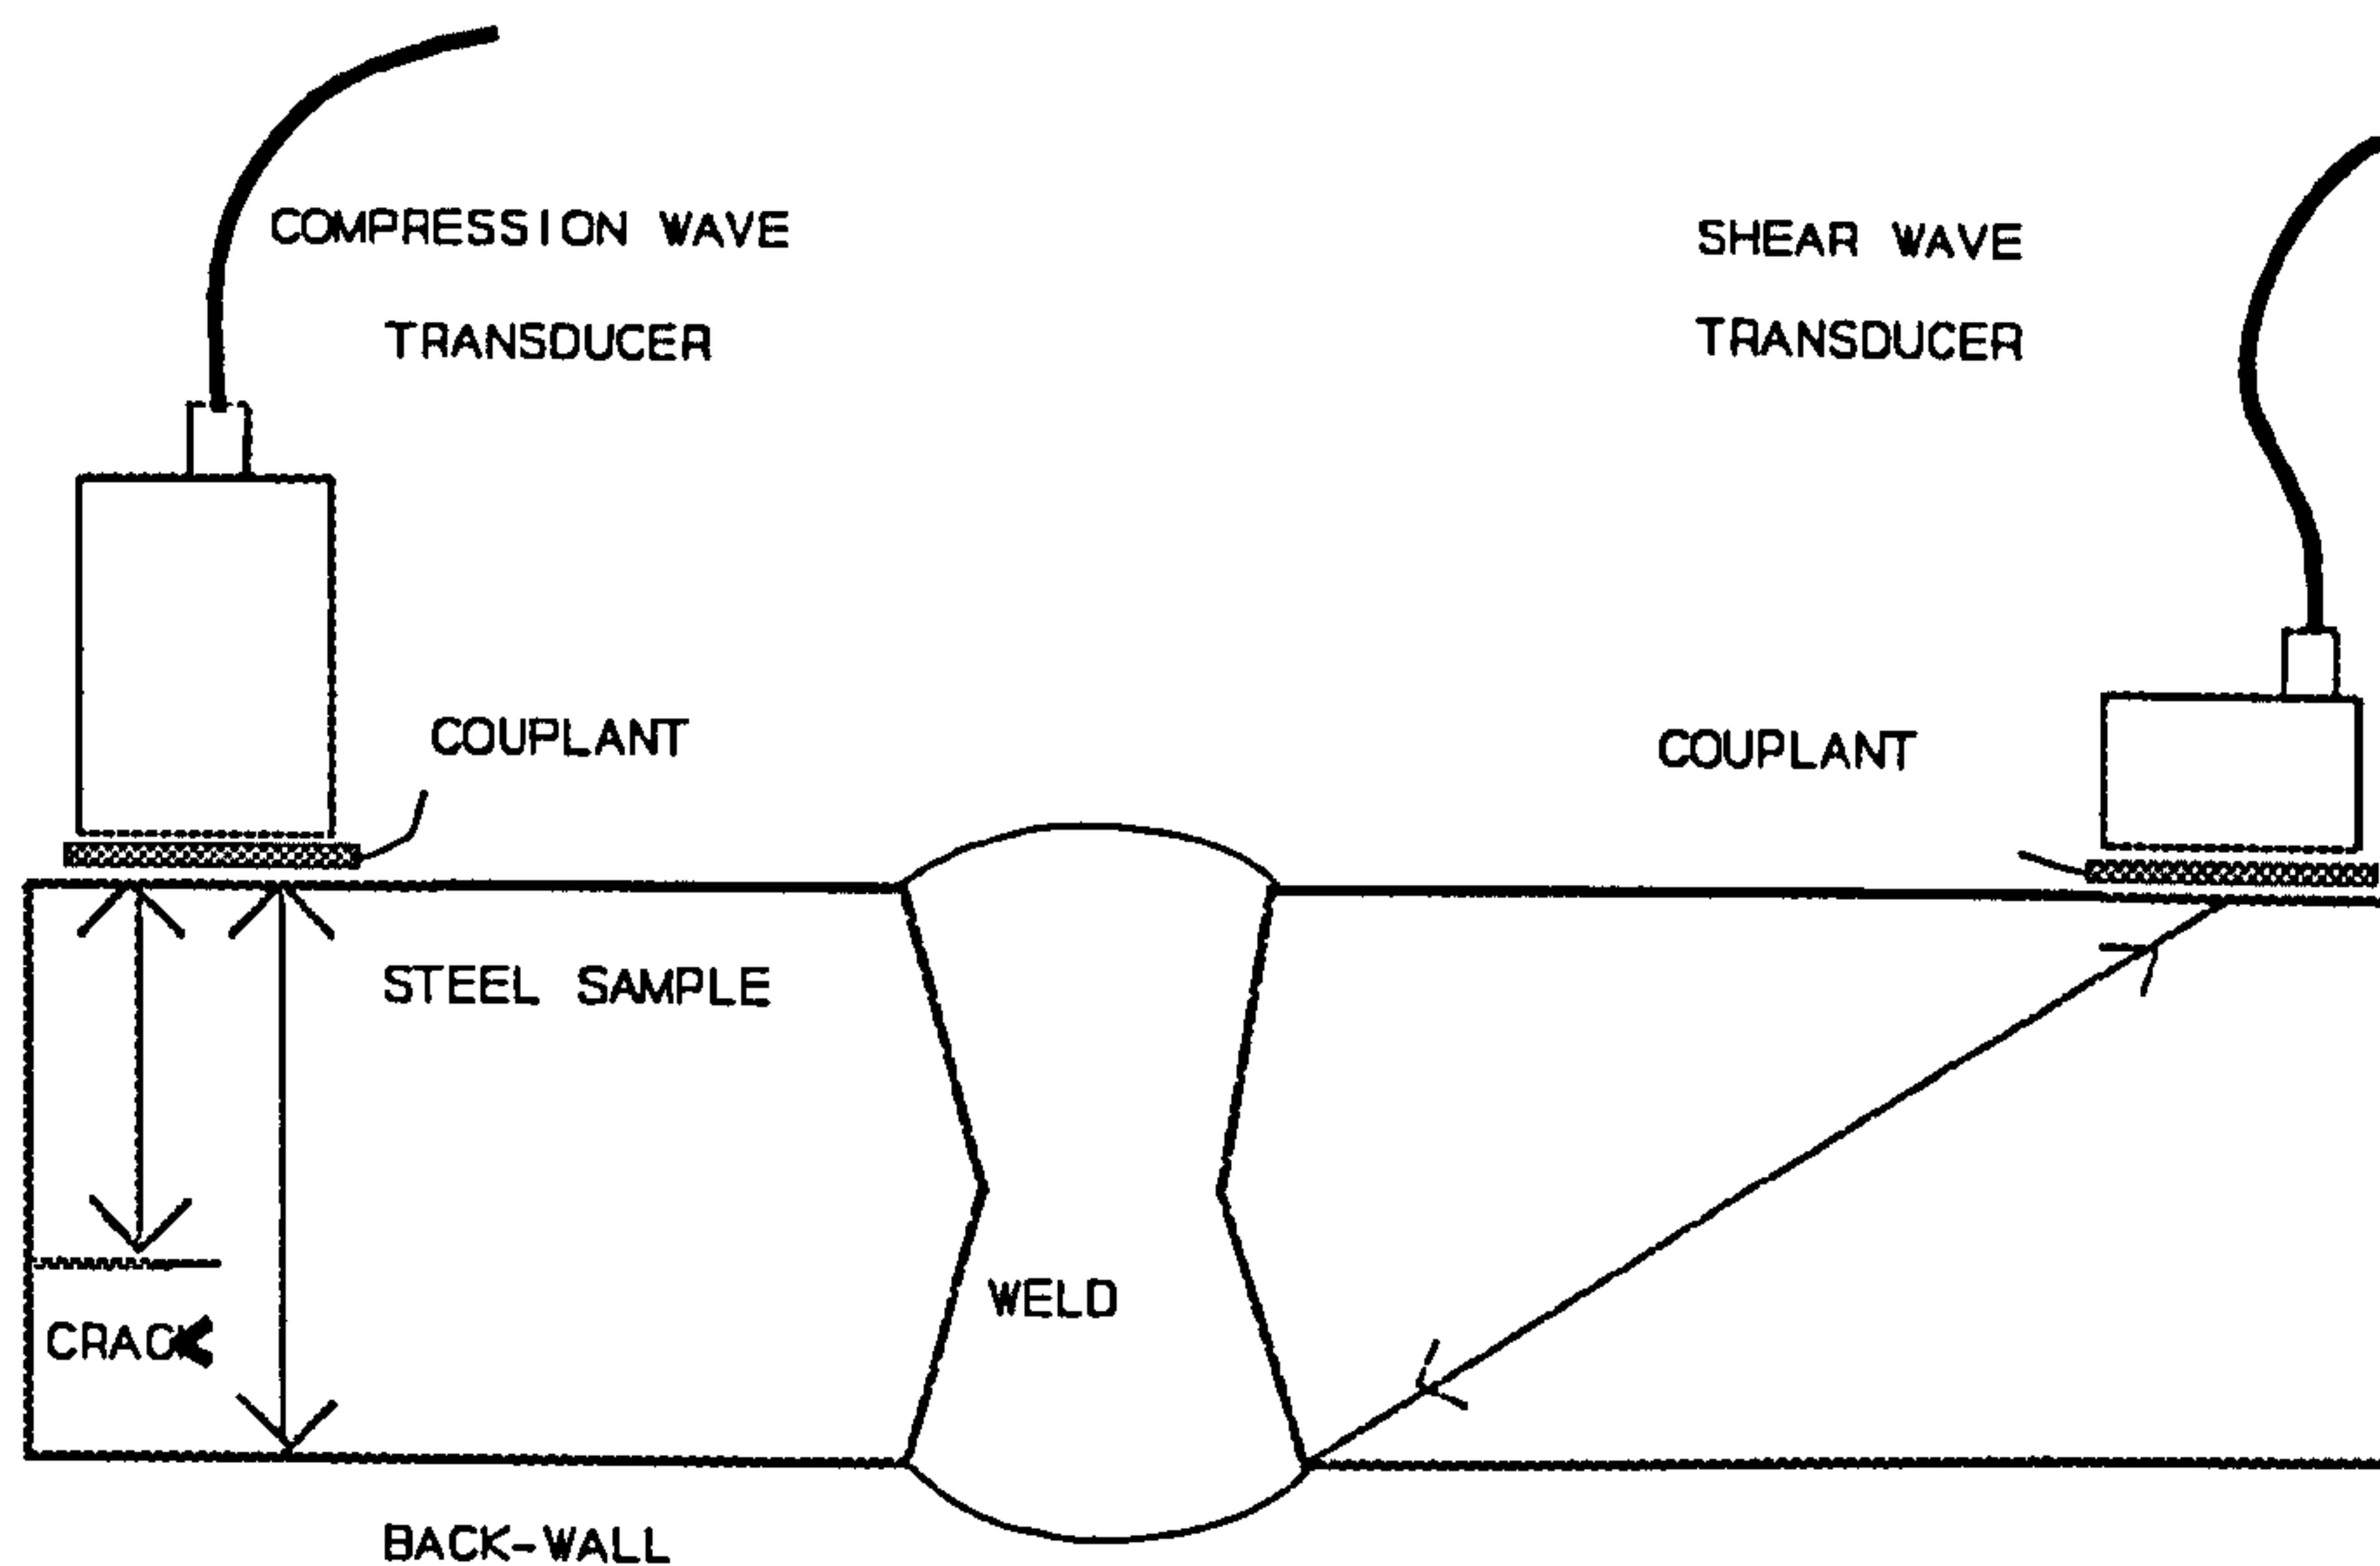 COMPRESSION WAVE
TRANSDUCER
SHEAR WAVE
TRANSDUCER
COUPLANT
COUPLANT
STEEL SAMPLE
WELD
CRACK
BACK-WALL